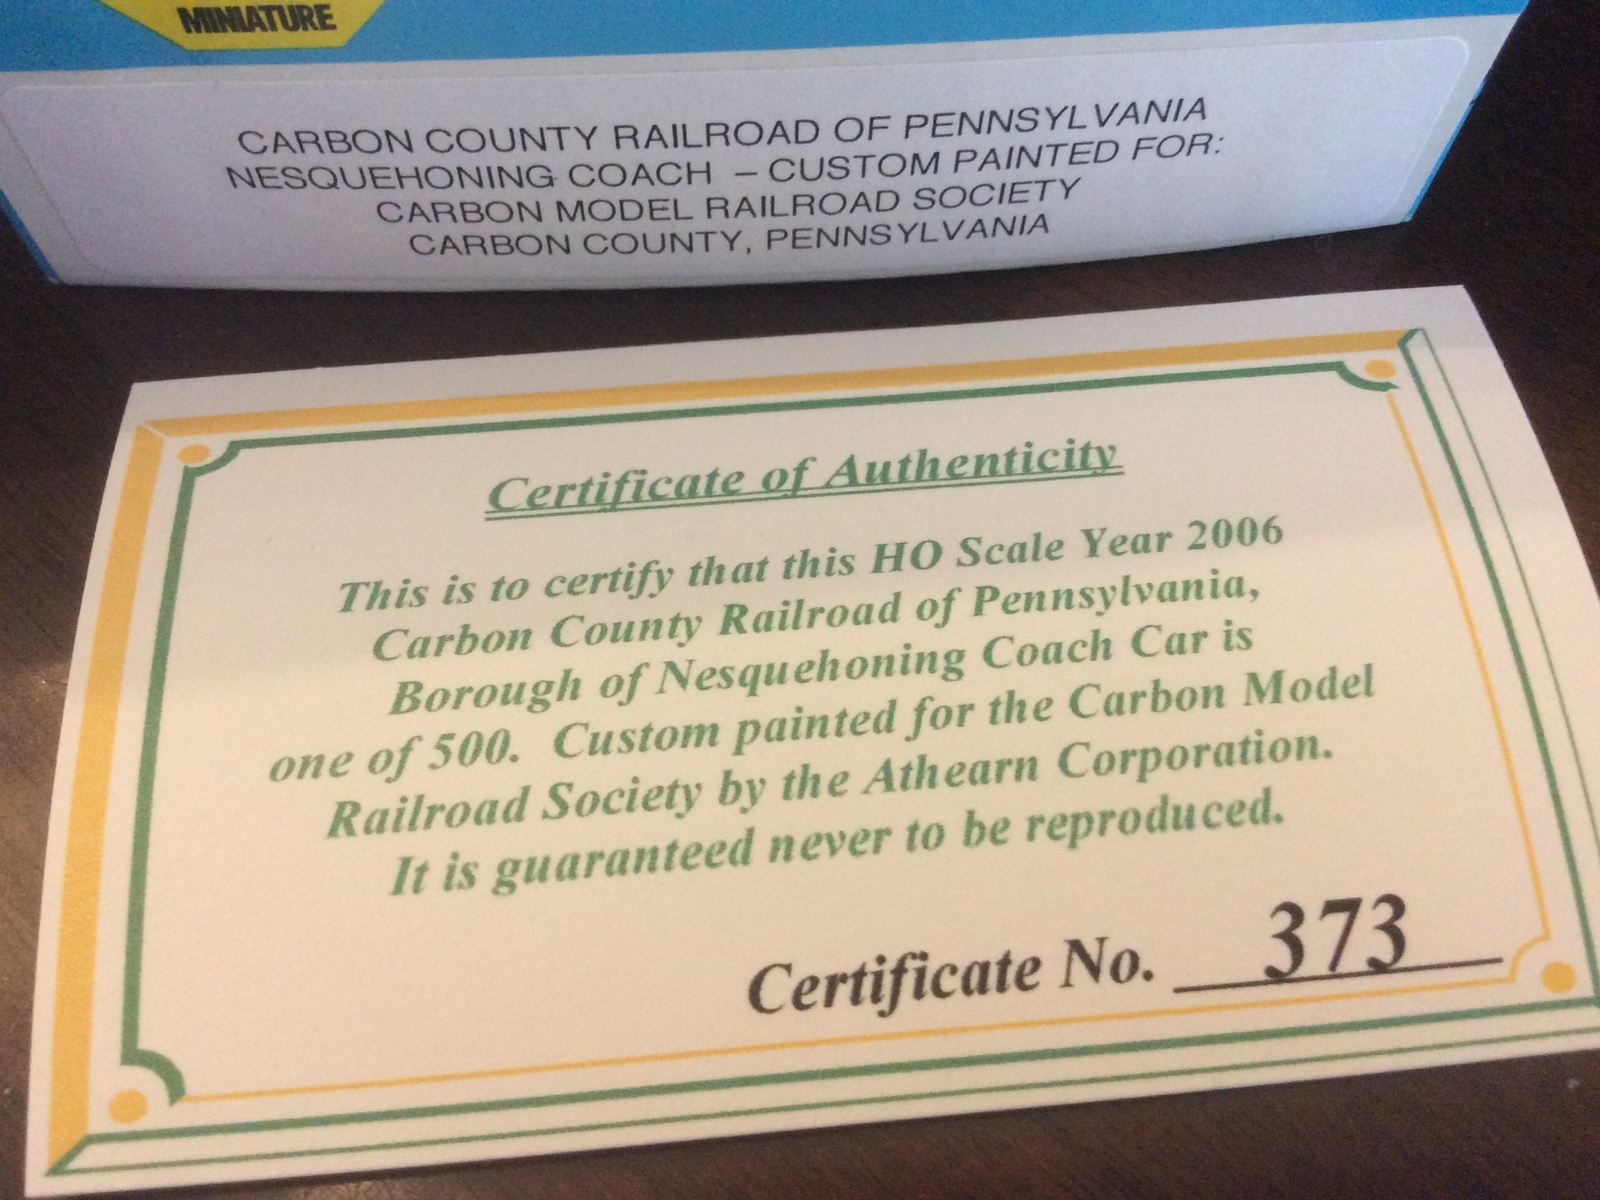 MINIATURE
CARBON COUNTY RAILROAD OF PENNSYLVANIA
NESQUEHONING COACH – CUSTOM PAINTED FOR:
CARBON MODEL RAILROAD SOCIETY
CARBON COUNTY, PENNSYLVANIA
Certificate of Authenticity
This is to certify that this HO Scale Year 2006
Carbon County Railroad of Pennsylvania,
Borough of Nesquehoning Coach Car is
one of 500. Custom painted for the Carbon Model
Railroad Society by the Athearn Corporation.
It is guaranteed never to be reproduced.
Certificate No. 373